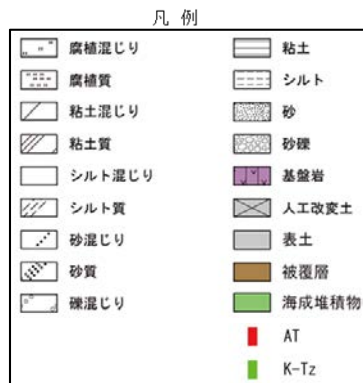 凡 例
腐植混じり
腐植質
粘土混じり
粘土質
シルト混じり
シルト質
砂混じり
砂質
礫混じり
粘土
シルト
砂
砂礫
基盤岩
人工改変土
表土
被覆層
海成堆積物
AT
K-Tz